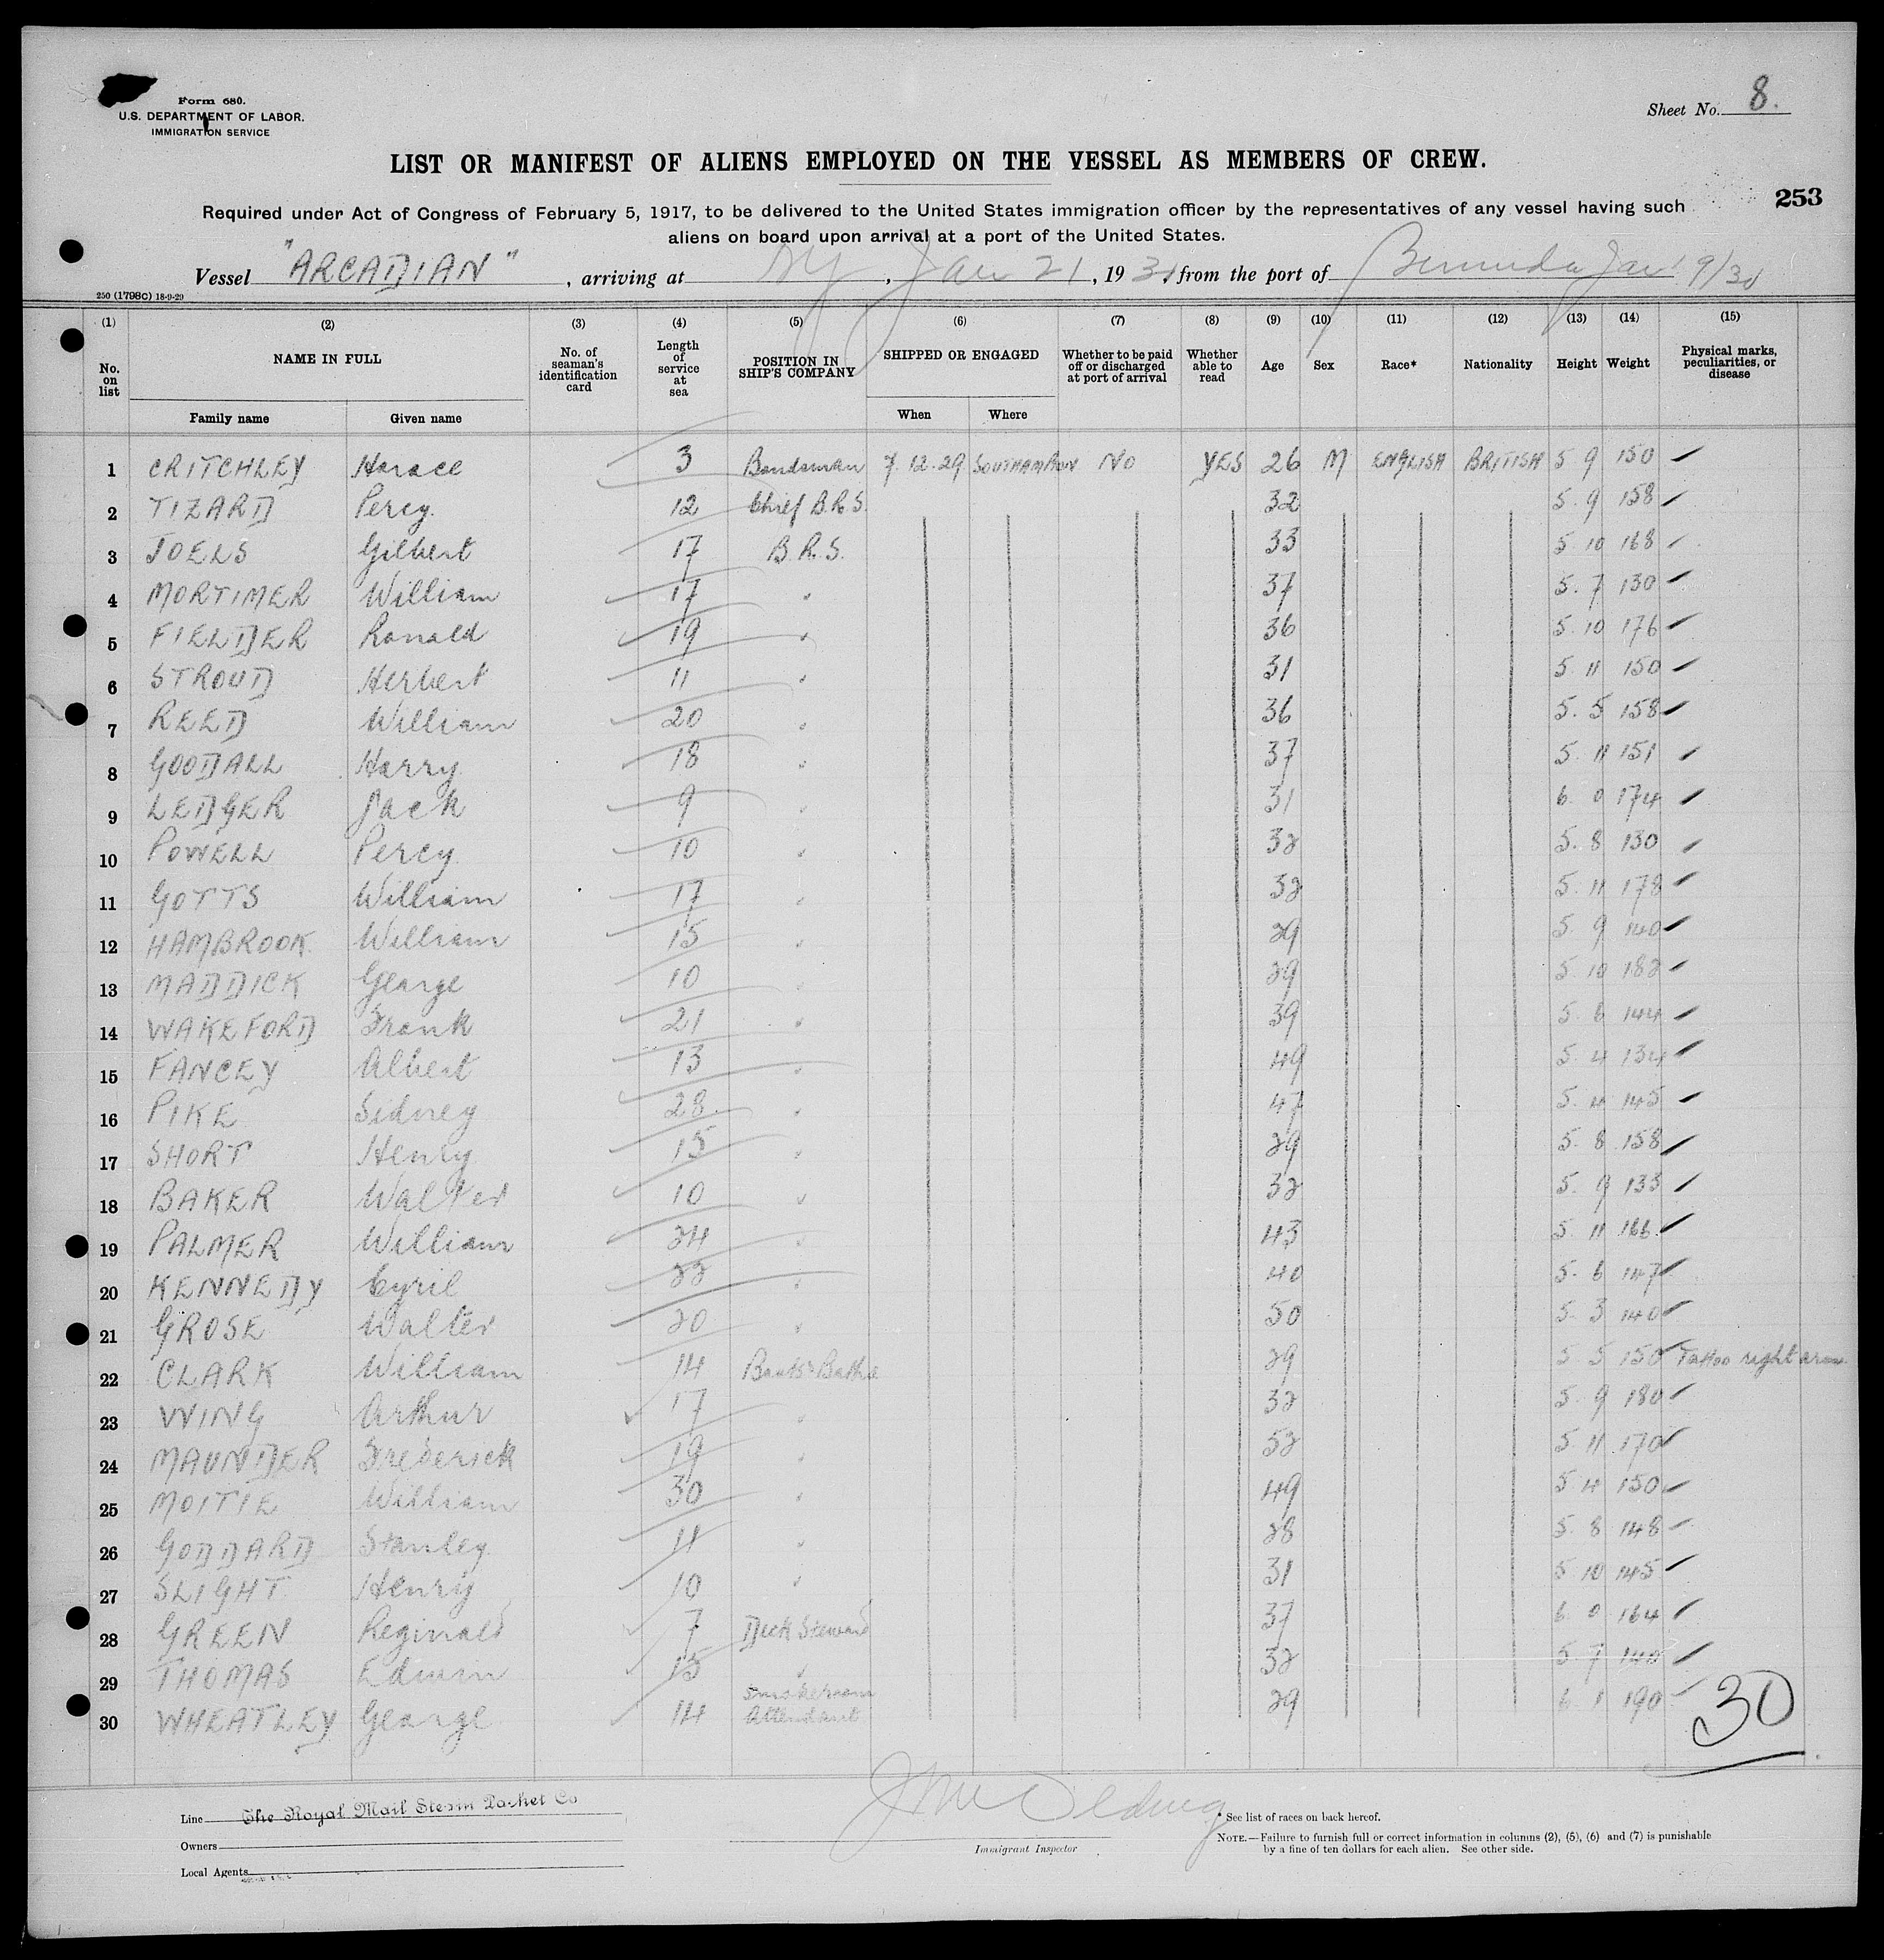 Form 680.
U.S. DEPARTMENT OF LABOR.
IMMIGRATION SERVICE
Sheet No. 8.
LIST OR MANIFEST OF ALIENS EMPLOYED ON THE VESSEL AS MEMBERS OF CREW.
253
Required under Act of Congress of February 5, 1917, to be delivered to the United States immigration officer by the representatives of any vessel having such
aliens on board upon arrival at a port of the United States.
Vessel "ARCADIAN", arriving at NY, Jan 21, 1930, from the port of Bermuda Jan 19/30
250 (1798C) 18-9-29
(1) (2) (3) (4) (5) (6) (7) (8) (9) (10) (11) (12) (13) (14) (15)
No. on list NAME IN FULL No. of seaman's identification card Length of service at sea POSITION IN SHIP'S COMPANY SHIPPED OR ENGAGED Whether to be paid off or discharged at port of arrival Whether able to read Age Sex Race* Nationality Height Weight Physical marks, peculiarities, or disease
Family name Given name When Where
1 CRITCHLEY Horace 3 Bandsman 7.12.29 SOUTHAMPTON NO YES 26 M ENGLISH BRITISH 5 9 150
2 TIZARD Percy. 12 Chief B.R.S. 32 5. 9 158
3 JOELS Gilbert 17 B.R.S. 33 5. 10 168
4 MORTIMER William 17 " 37 5. 7 130
5 FIELDER Ronald 19 " 36 5. 10 176
6 STROUD Herbert 11 " 31 5. 11 150
7 REED William 20 " 36 5. 5 158
8 GOODALL Harry 18 " 37 5. 11 151
9 LEDGER Jack 9 " 31 6. 0 174
10 POWELL Percy 10 " 32 5. 8 130
11 GOTTS William 17 " 32 5. 11 178
12 HAMBROOK. William 15 " 29 5. 9 140
13 MADDICK George 10 " 29 5. 10 182
14 WAKEFORD Frank 21 " 39 5. 6 144
15 FANCEY Albert 13 " 49 5. 4 134
16 PIKE Sidney 28. " 47 5. 4 145
17 SHORT Henry 15 " 29 5. 8 158
18 BAKER Walter 10 " 32 5. 9 133
19 PALMER William 24 " 43 5. 11 166
20 KENNEDY Cyril 22 " 40 5. 6 147
21 GROSE Walter 20 " 50 5. 3 140
22 CLARK William 14 29 5 5 150 Tattoo right arm
23 WING Arthur 17 " 32 5. 9 180
24 MAUNDER Frederick 19 " 52 5. 11 170
25 MOITIE William 30 " 49 5. 4 150
26 GODDARD Stanley 11 " 28 5. 8 148
27 SLIGHT Henry 10 " 31 5 10 145
28 GREEN Reginald 7 Deck Steward 37 6. 0 164
29 THOMAS Edwin 15 " 32 5 7 140
30 WHEATLEY George 14 Smokeroom Attendant 29 6. 1 190
30
Line The Royal Mail Steam Packet Co
Owners
Local Agents
Immigrant Inspector
* See list of races on back hereof.
NOTE.—Failure to furnish full or correct information in columns (2), (5), (6) and (7) is punishable
by a fine of ten dollars for each alien. See other side.